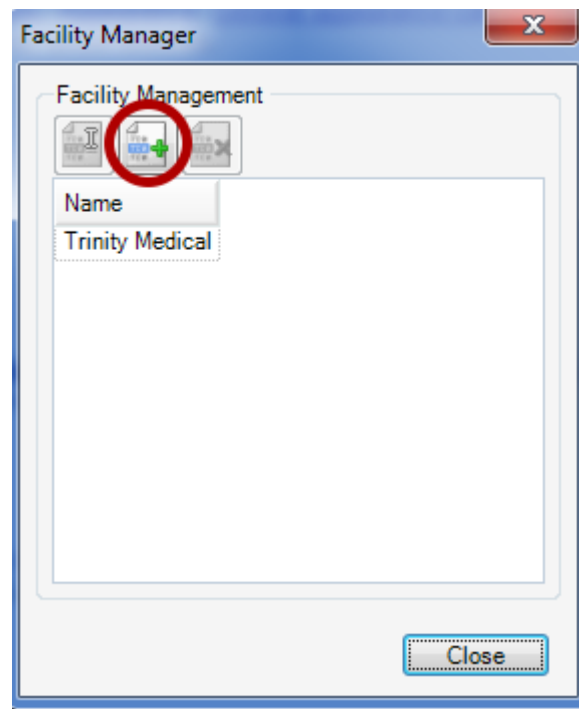 Facility Manager
Facility Management
Name
Trinity Medical
Close